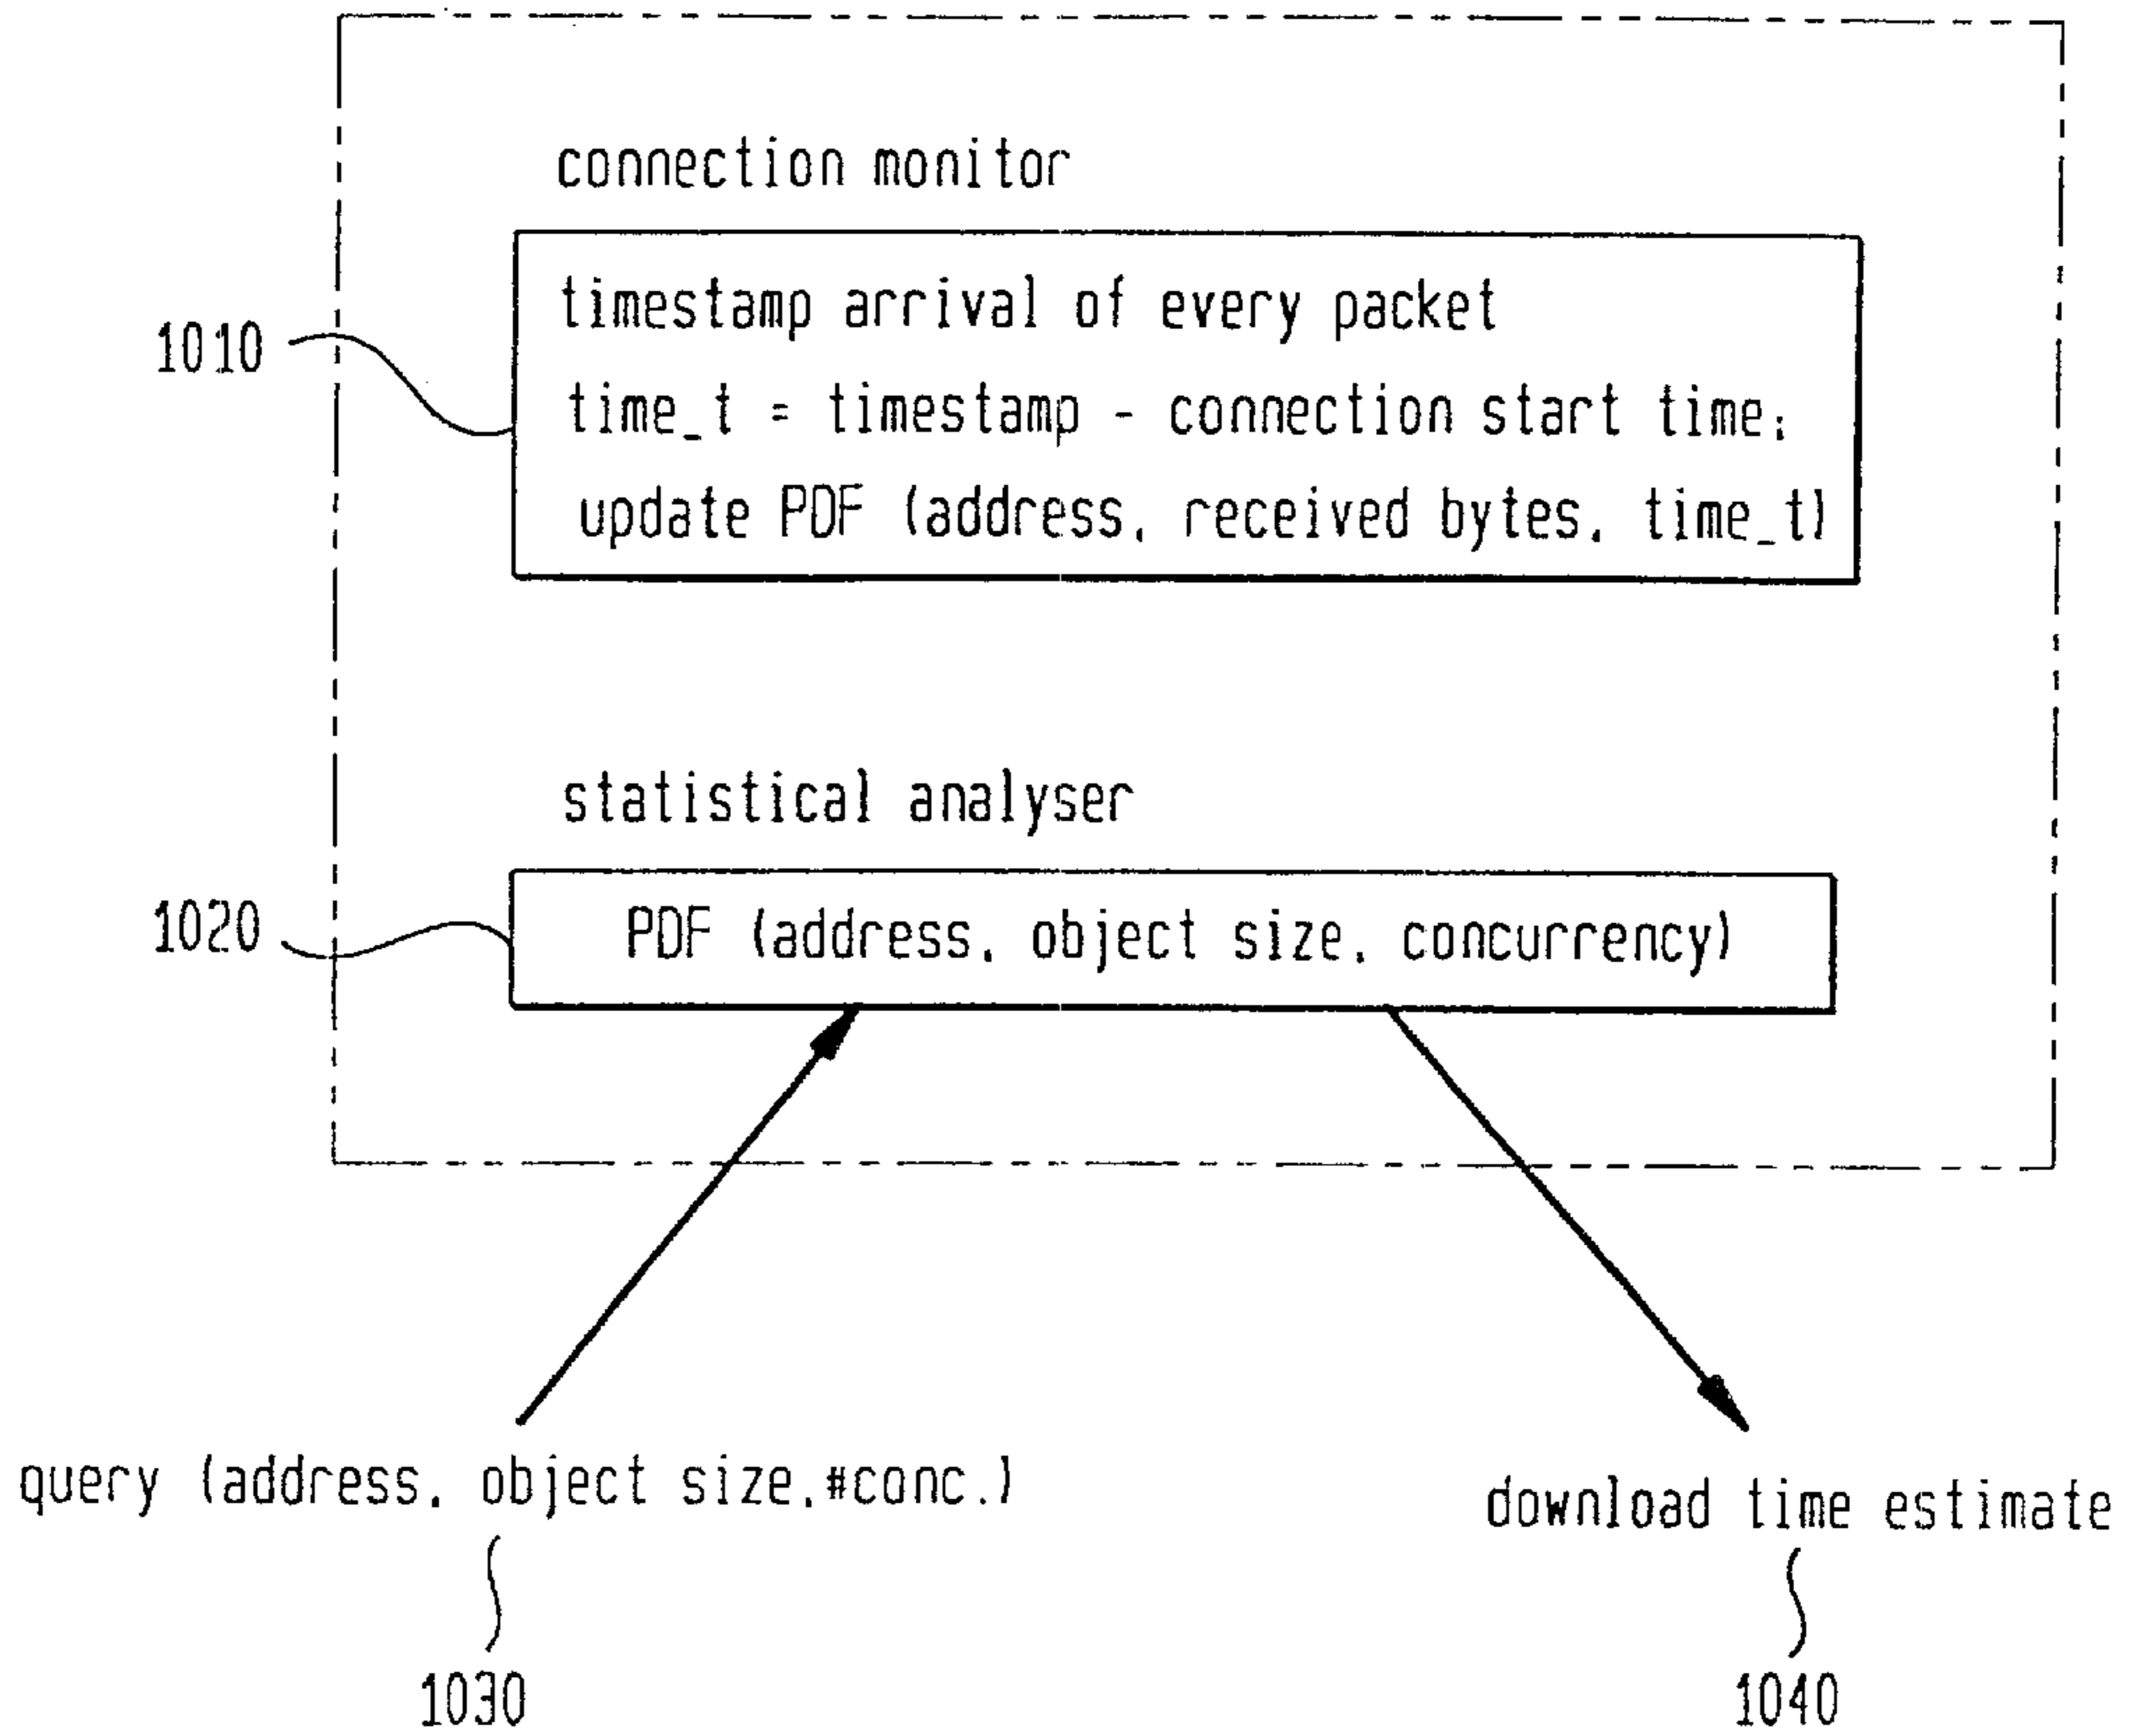 connection monitor
timestamp arrival of every packet
1010
time_t = timestamp - connection start time;
update PDF (address, received bytes, time_t)
statistical analyser
1020
PDF (address, object size, concurrency)
query (address, object size,#conc.)
download time estimate
1030
1040